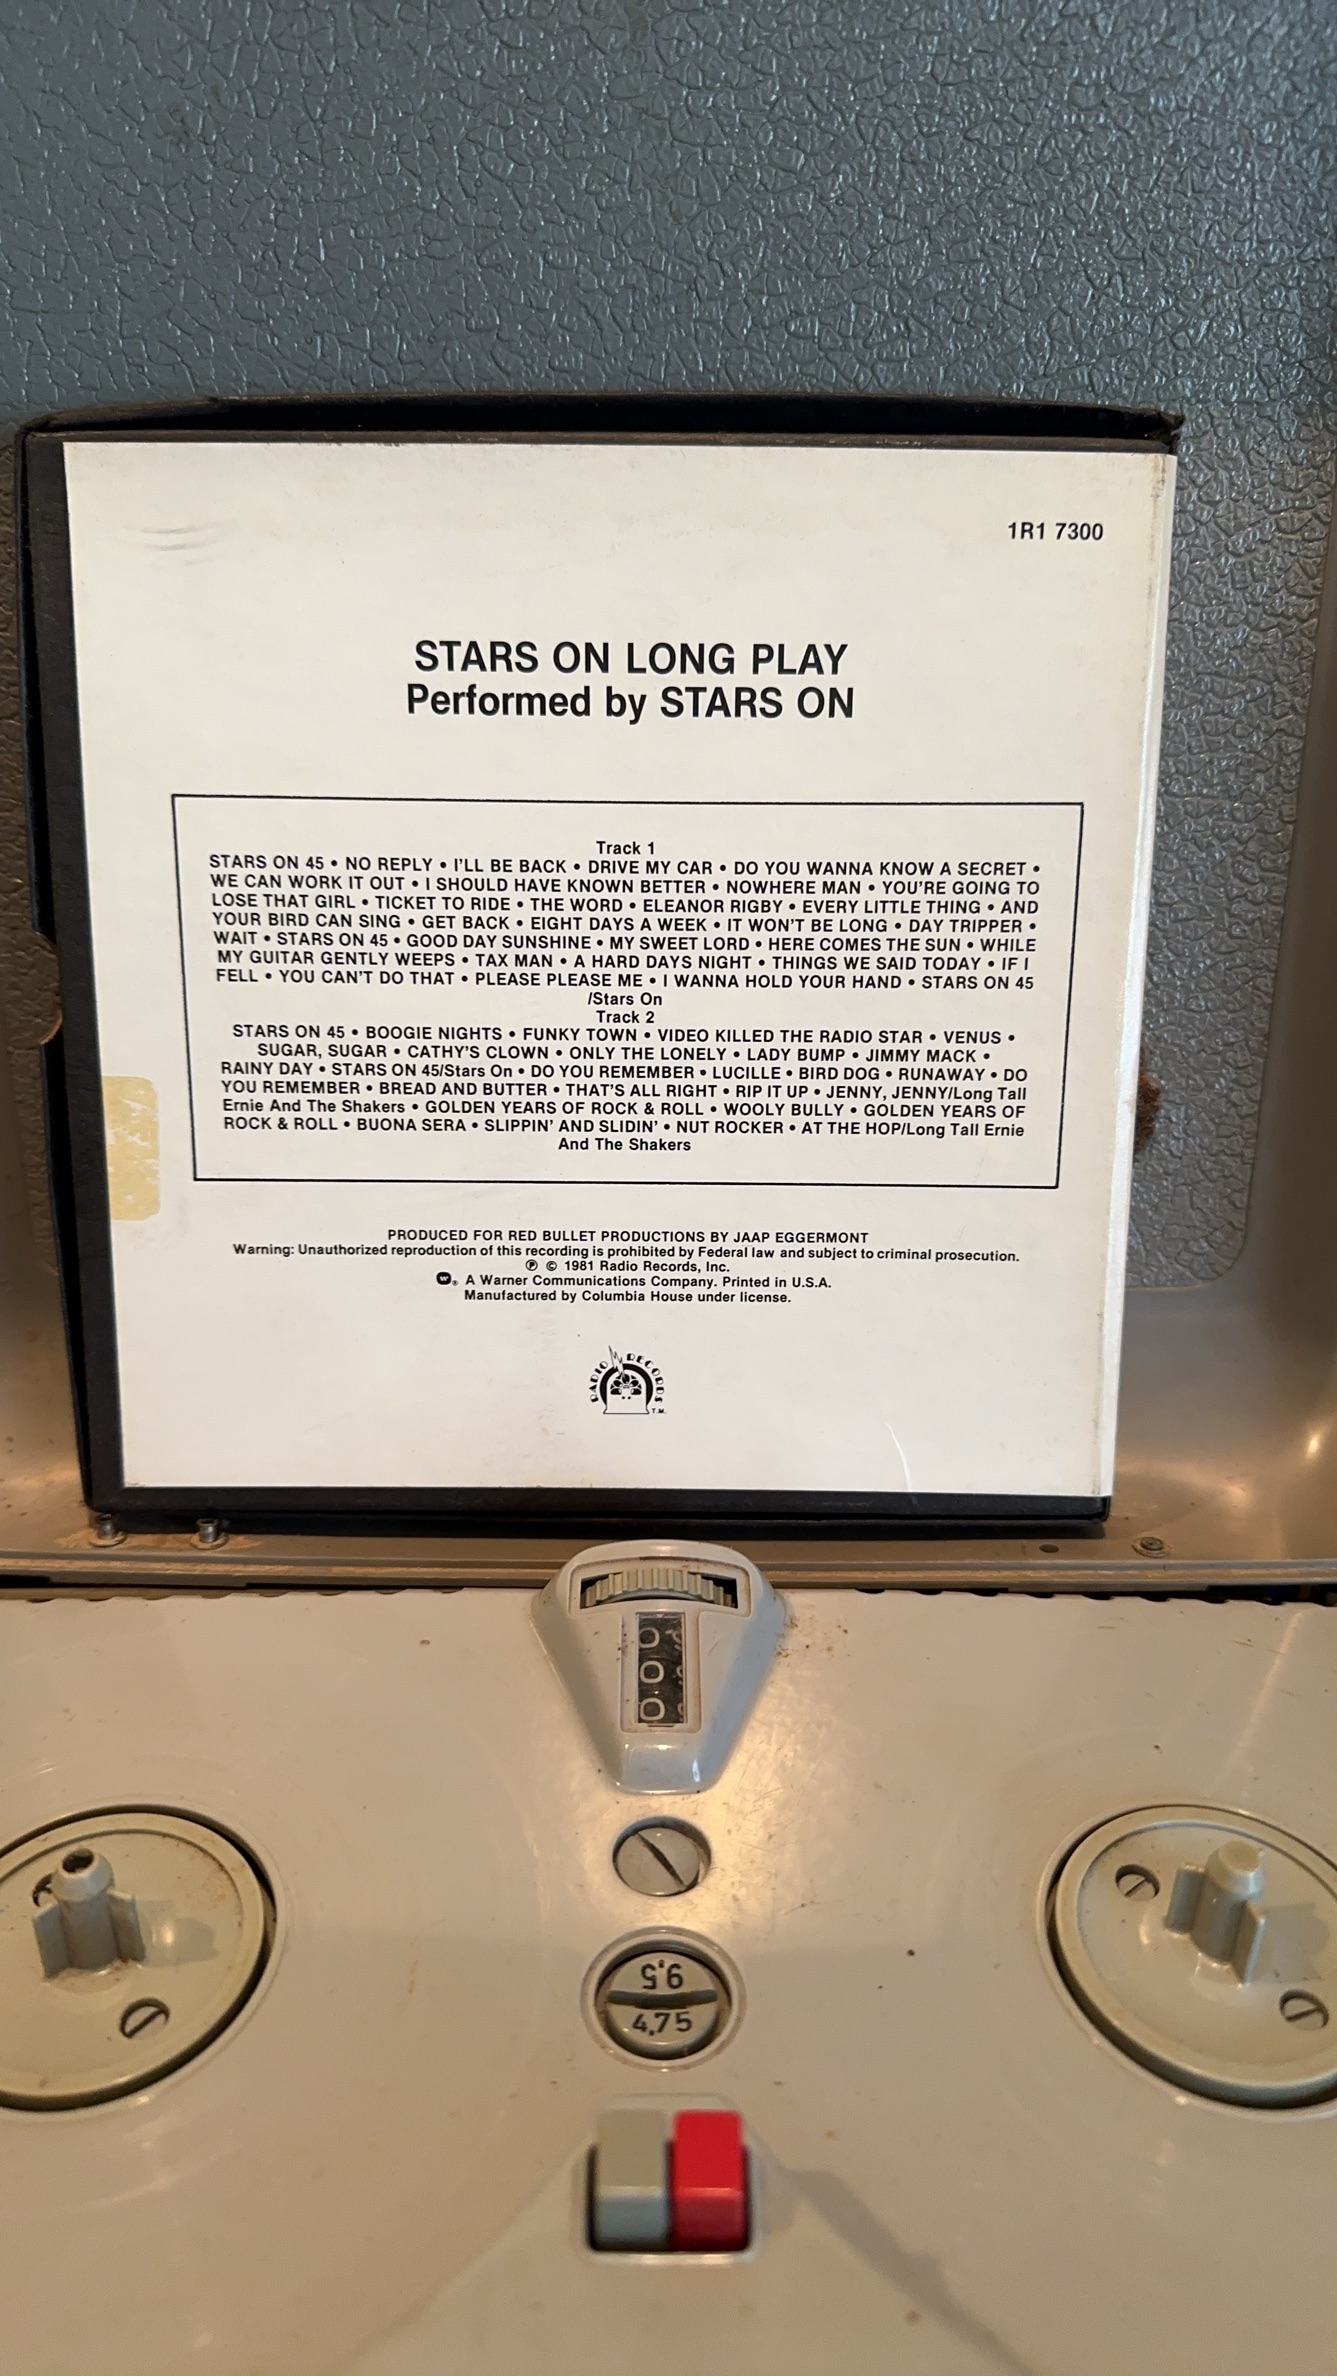 1R1 7300
STARS ON LONG PLAY
Performed by STARS ON
Track 1
STARS ON 45 • NO REPLY • I'LL BE BACK • DRIVE MY CAR • DO YOU WANNA KNOW A SECRET •
WE CAN WORK IT OUT • I SHOULD HAVE KNOWN BETTER • NOWHERE MAN • YOU'RE GOING TO
LOSE THAT GIRL • TICKET TO RIDE • THE WORD • ELEANOR RIGBY • EVERY LITTLE THING • AND
YOUR BIRD CAN SING • GET BACK • EIGHT DAYS A WEEK • IT WON'T BE LONG • DAY TRIPPER •
WAIT • STARS ON 45 • GOOD DAY SUNSHINE • MY SWEET LORD • HERE COMES THE SUN • WHILE
MY GUITAR GENTLY WEEPS • TAX MAN • A HARD DAYS NIGHT • THINGS WE SAID TODAY • IF I
FELL • YOU CAN'T DO THAT • PLEASE PLEASE ME • I WANNA HOLD YOUR HAND • STARS ON 45
/Stars On
Track 2
STARS ON 45 • BOOGIE NIGHTS • FUNKY TOWN • VIDEO KILLED THE RADIO STAR • VENUS •
SUGAR, SUGAR • CATHY'S CLOWN • ONLY THE LONELY • LADY BUMP • JIMMY MACK •
RAINY DAY • STARS ON 45/Stars On • DO YOU REMEMBER • LUCILLE • BIRD DOG • RUNAWAY • DO
YOU REMEMBER • BREAD AND BUTTER • THAT'S ALL RIGHT • RIP IT UP • JENNY, JENNY/Long Tall
Ernie And The Shakers • GOLDEN YEARS OF ROCK & ROLL • WOOLY BULLY • GOLDEN YEARS OF
ROCK & ROLL • BUONA SERA • SLIPPIN' AND SLIDIN' • NUT ROCKER • AT THE HOP/Long Tall Ernie
And The Shakers
PRODUCED FOR RED BULLET PRODUCTIONS BY JAAP EGGERMONT
Warning: Unauthorized reproduction of this recording is prohibited by Federal law and subject to criminal prosecution.
℗ © 1981 Radio Records, Inc.
A Warner Communications Company. Printed in U.S.A.
Manufactured by Columbia House under license.
RADIO RECORDS
T.M.
0
0
0
9,5
4,75